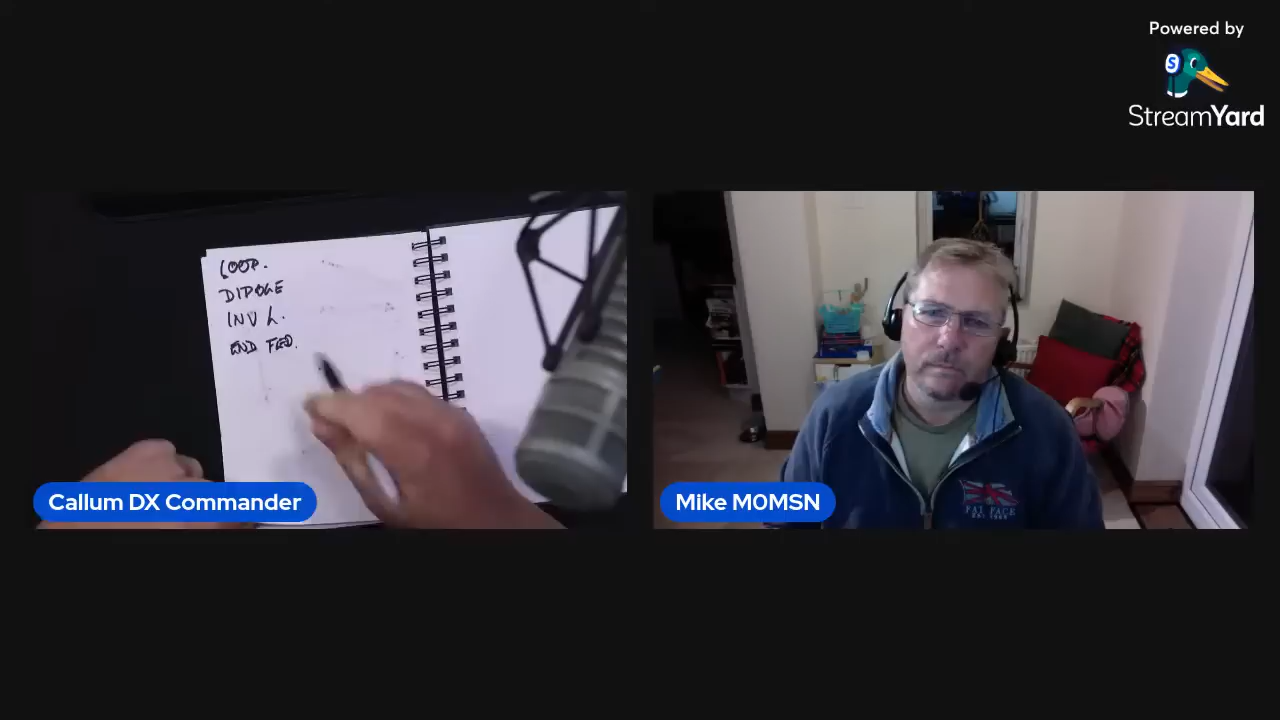 Powered by
S
StreamYard
LOOP.
DIPOLE
INV L.
END FED.
Callum DX Commander
Mike M0MSN
FAT FACE